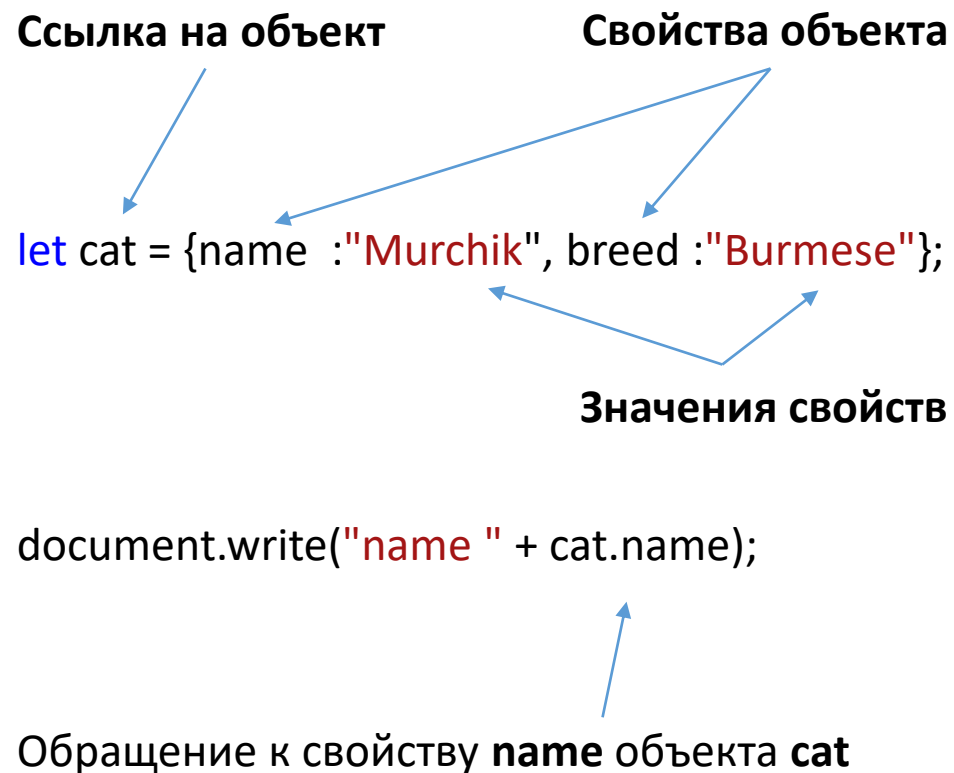 Ссылка на объект Свойства объекта
let cat = {name  :"Murchik", breed :"Burmese"};
Значения свойств
document.write("name " + cat.name);
Обращение к свойству name объекта cat